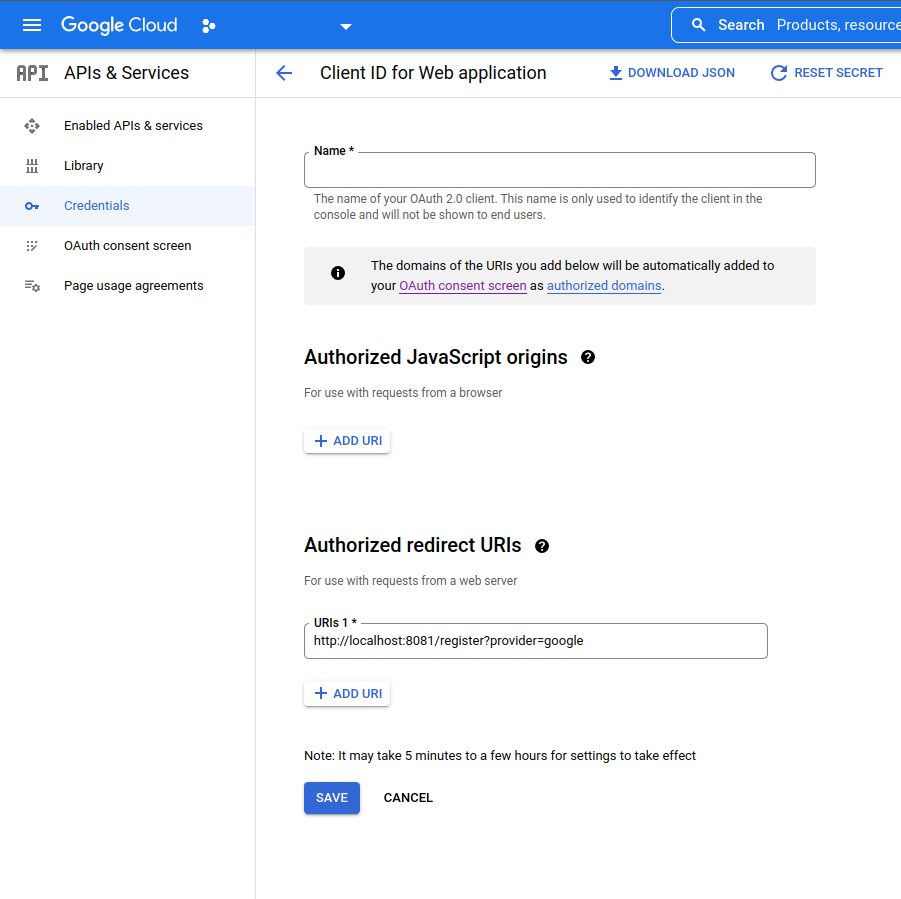 Google Cloud
Search Products, resource
API APIs & Services
Client ID for Web application
DOWNLOAD JSON
RESET SECRET
Enabled APIs & services
Library
Credentials
OAuth consent screen
Page usage agreements
Name *
The name of your OAuth 2.0 client. This name is only used to identify the client in the
console and will not be shown to end users.
The domains of the URIs you add below will be automatically added to
your OAuth consent screen as authorized domains.
Authorized JavaScript origins
For use with requests from a browser
ADD URI
Authorized redirect URIs
For use with requests from a web server
URIs 1 *
http://localhost:8081/register?provider=google
ADD URI
Note: It may take 5 minutes to a few hours for settings to take effect
SAVE
CANCEL